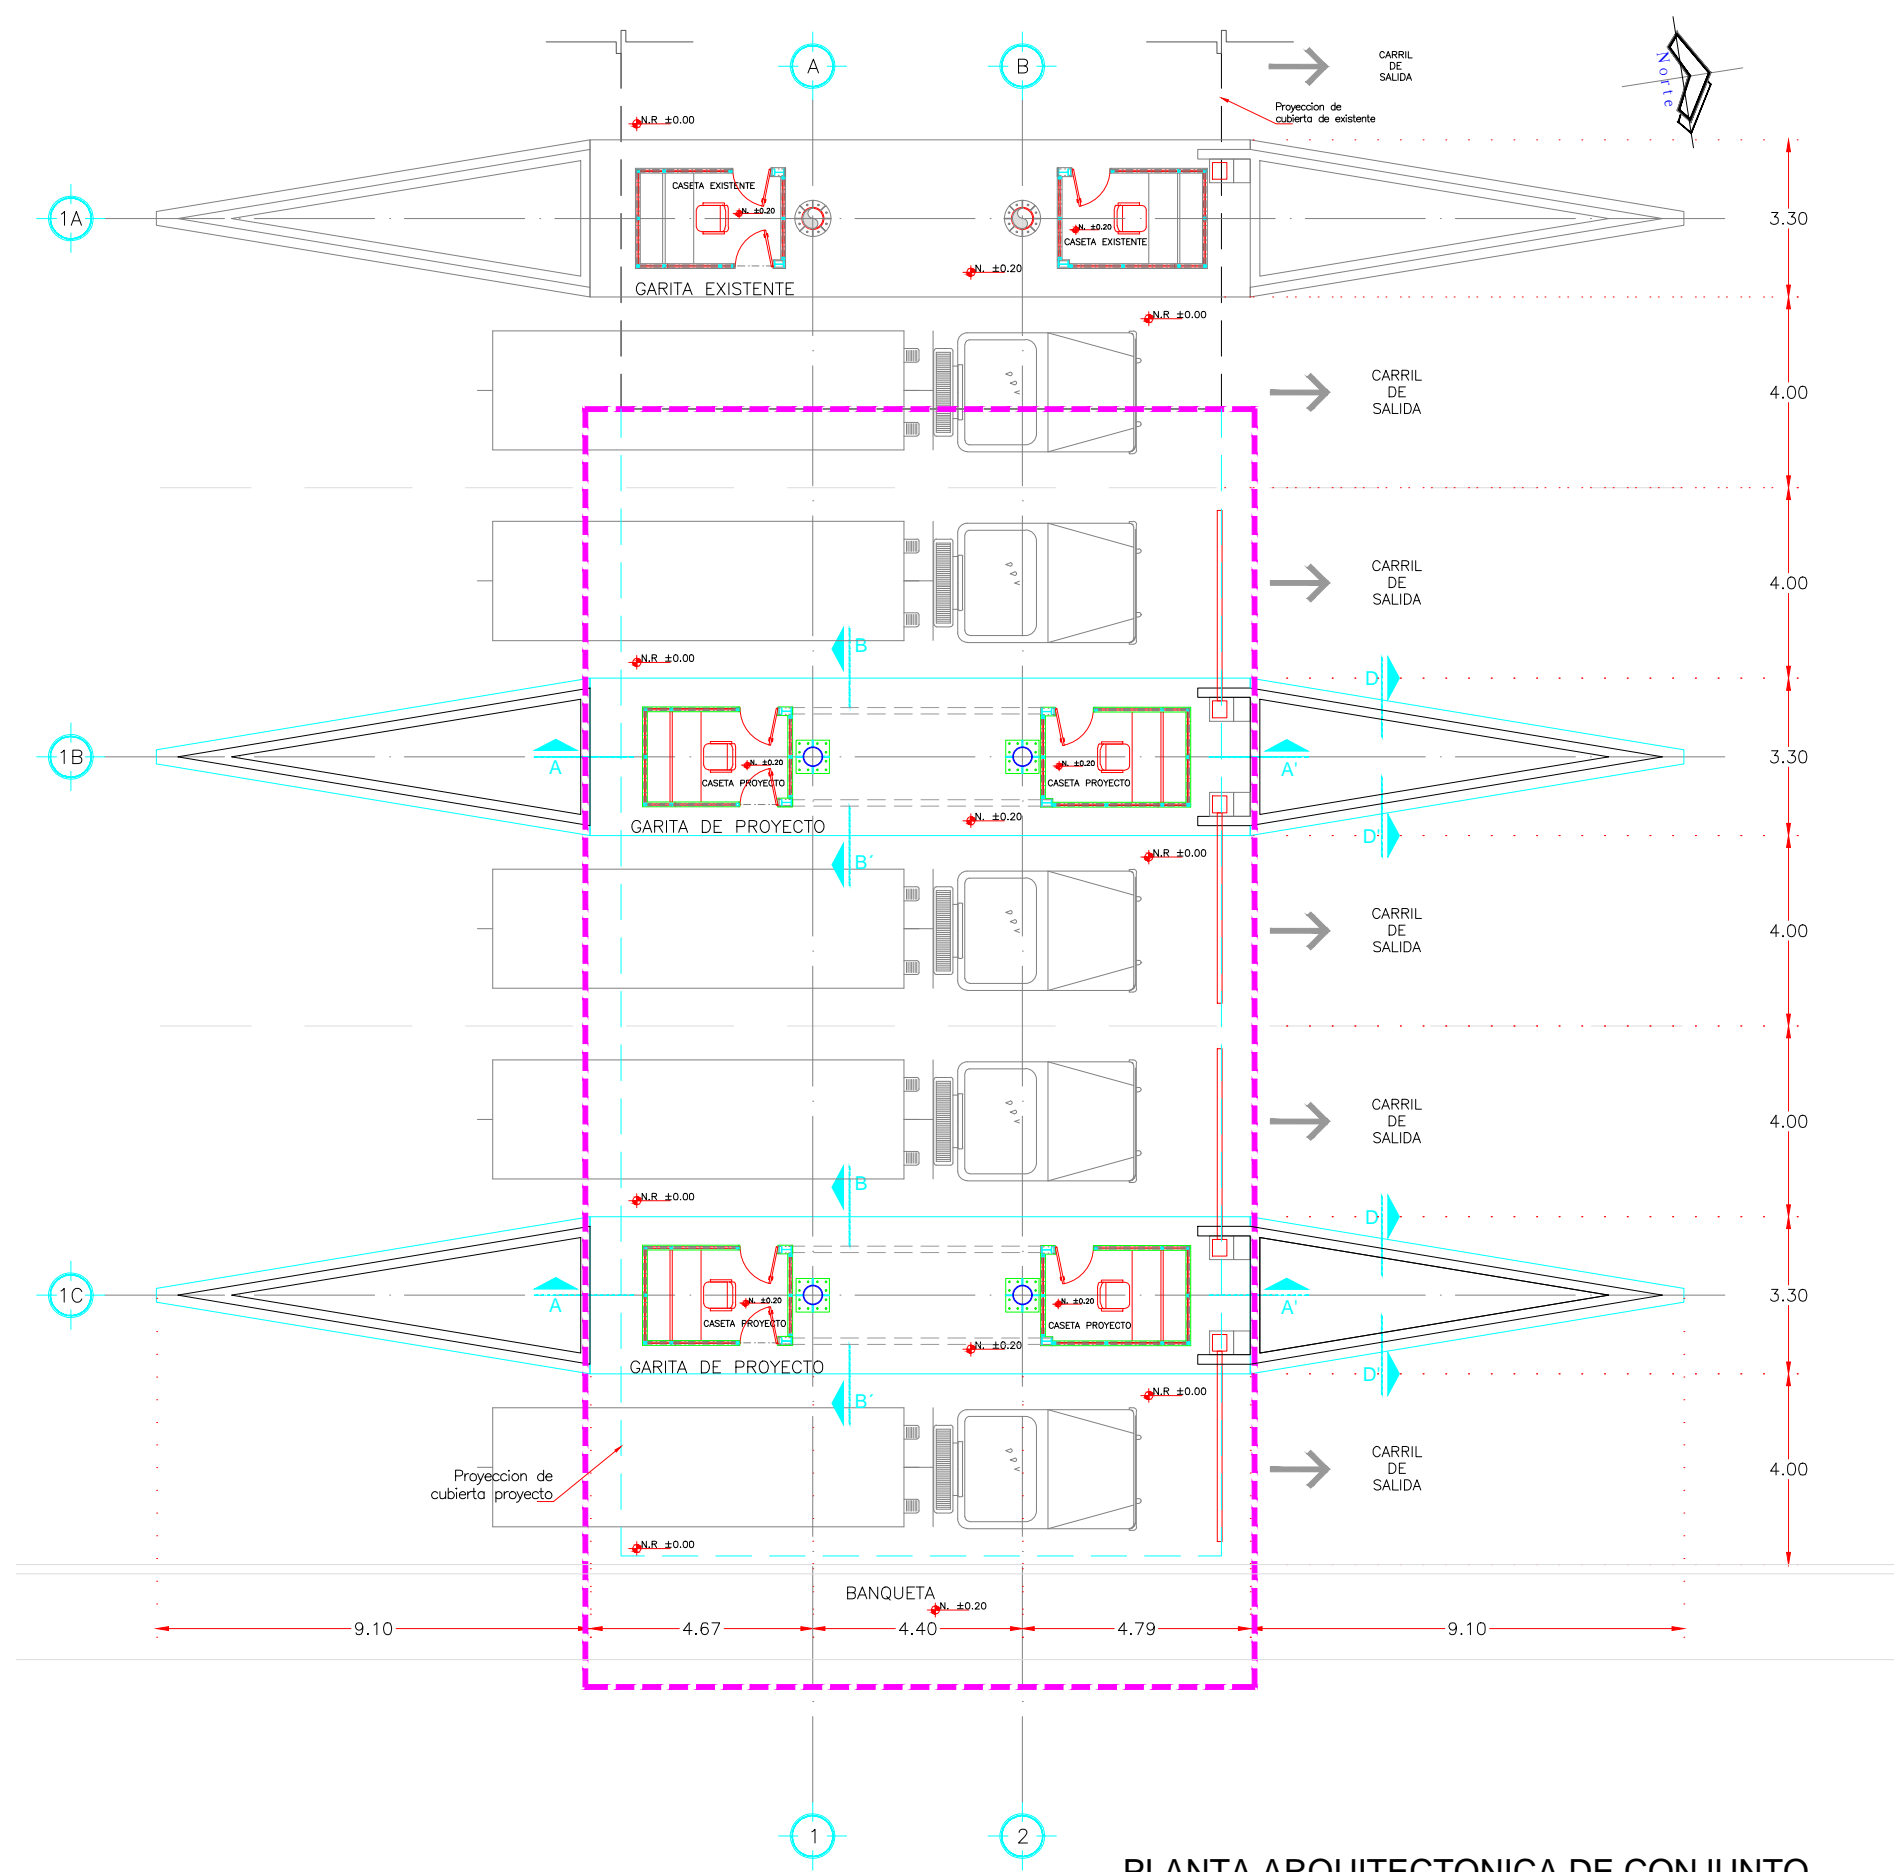 A
B
CARRIL
DE
SALIDA
Norte
Proyeccion de
cubierta de existente
N.R ±0.00
1A
CASETA EXISTENTE
N. ±0.20
N. ±0.20
CASETA EXISTENTE
3.30
N. ±0.20
GARITA EXISTENTE
N.R ±0.00
CARRIL
DE
SALIDA
4.00
CARRIL
DE
SALIDA
4.00
B
N.R ±0.00
D
1B
A
N. ±0.20
CASETA PROYECTO
N. ±0.20
CASETA PROYECTO
A'
3.30
GARITA DE PROYECTO
N. ±0.20
D'
B'
N.R ±0.00
CARRIL
DE
SALIDA
4.00
CARRIL
DE
SALIDA
4.00
B
N.R ±0.00
D
1C
A
N. ±0.20
CASETA PROYECTO
N. ±0.20
CASETA PROYECTO
A'
3.30
N. ±0.20
GARITA DE PROYECTO
D'
B'
N.R ±0.00
CARRIL
DE
SALIDA
4.00
Proyeccion de
cubierta proyecto
N.R ±0.00
BANQUETA
N. ±0.20
9.10
4.67
4.40
4.79
9.10
1
2
PLANTA ARQUITECTONICA DE CONJUNTO